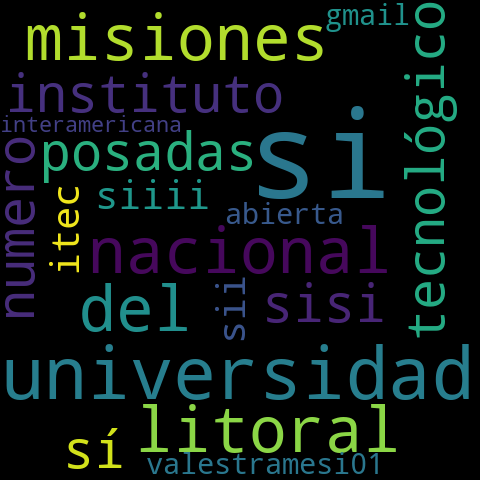 gmail
misiones
tecnológico
instituto
interamericana
si
numero
posadas
siiii
itec
abierta
nacional
del
sii
sisi
universidad
litoral
sí
valestramesi01